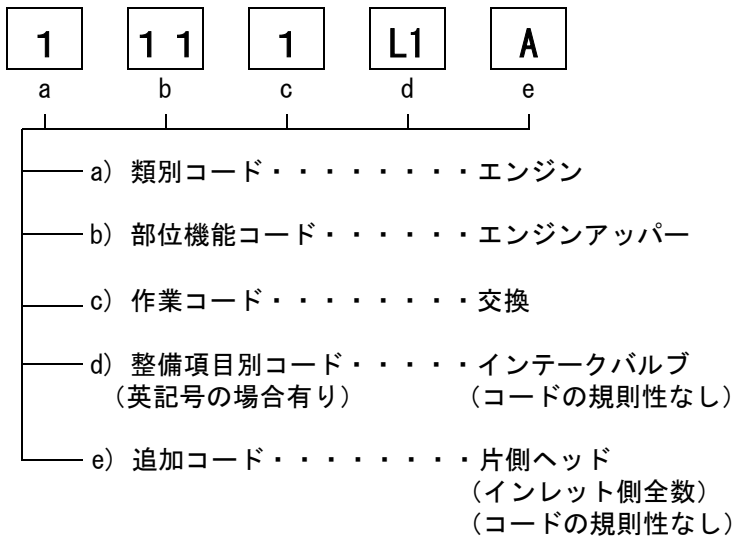 1 11 1 L1 A
a b c d e
a) 類別コード・・・・・・・・エンジン
b) 部位機能コード・・・・・・エンジンアッパー
c) 作業コード・・・・・・・・交換
d) 整備項目別コード・・・・・インテークバルブ
(英記号の場合有り) (コードの規則性なし)
e) 追加コード・・・・・・・・片側ヘッド
(インレット側全数)
(コードの規則性なし)